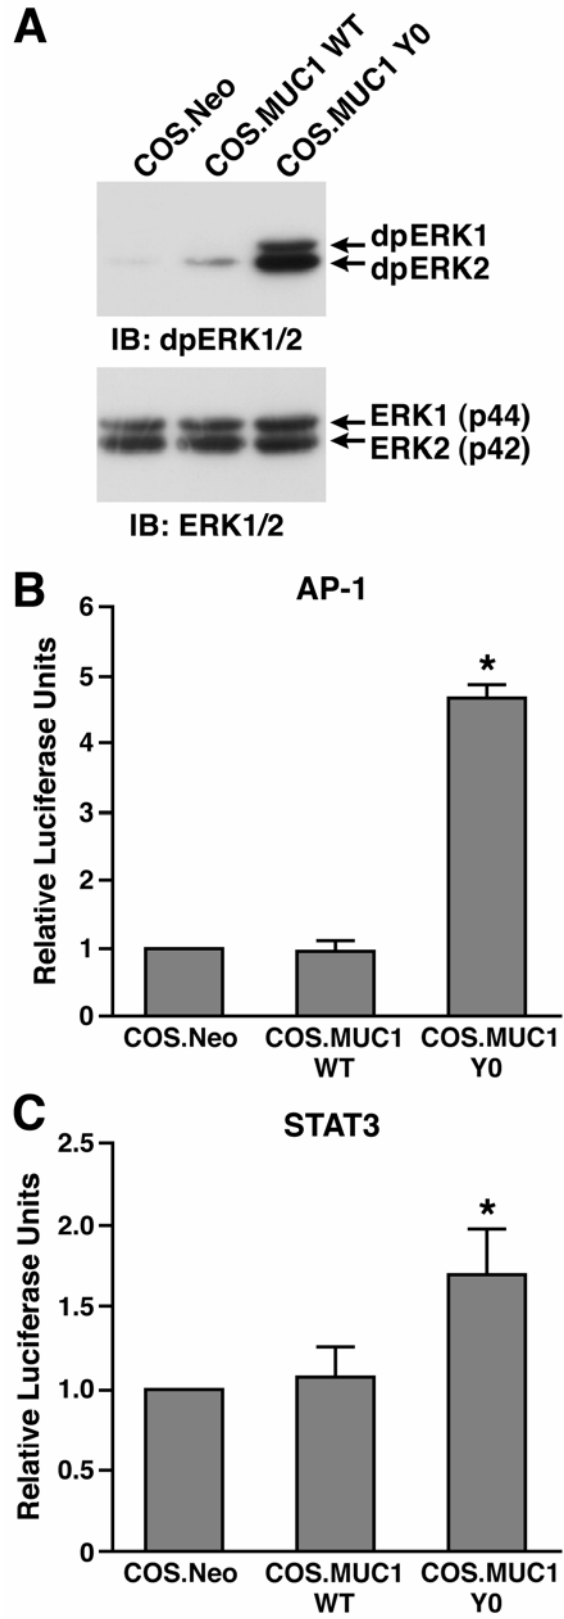 A
COS.Neo
COS.MUC1 WT
COS.MUC1 Y0
dpERK1
dpERK2
IB: dpERK1/2
ERK1 (p44)
ERK2 (p42)
IB: ERK1/2
B
AP-1
Relative Luciferase Units
6
5
4
3
2
1
0
COS.Neo
COS.MUC1
WT
COS.MUC1
Y0
*
C
STAT3
Relative Luciferase Units
2.5
2.0
1.5
1.0
0.5
0
COS.Neo
COS.MUC1
WT
COS.MUC1
Y0
*